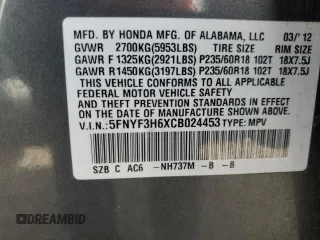 MFD. BY HONDA MFG. OF ALABAMA, LLC 03/'12
GVWR 2700KG(5953LBS) TIRE SIZE RIM SIZE
GAWR F 1325KG(2921LBS) P235/60R18 102T 18X7.5J
GAWR R1450KG(3197LBS) P235/60R18 102T 18X7.5J
THIS VEHICLE CONFORMS TO ALL APPLICABLE
FEDERAL MOTOR VEHICLE SAFETY AND
THEFT PREVENTION STANDARDS IN EFFECT ON
THE DATE OF MANUFACTURE SHOWN ABOVE.
V.I.N.: 5FNYF3H6XCB024453 TYPE: MPV
SZB C AC6 -NH737M -B -B
© DREAMBID